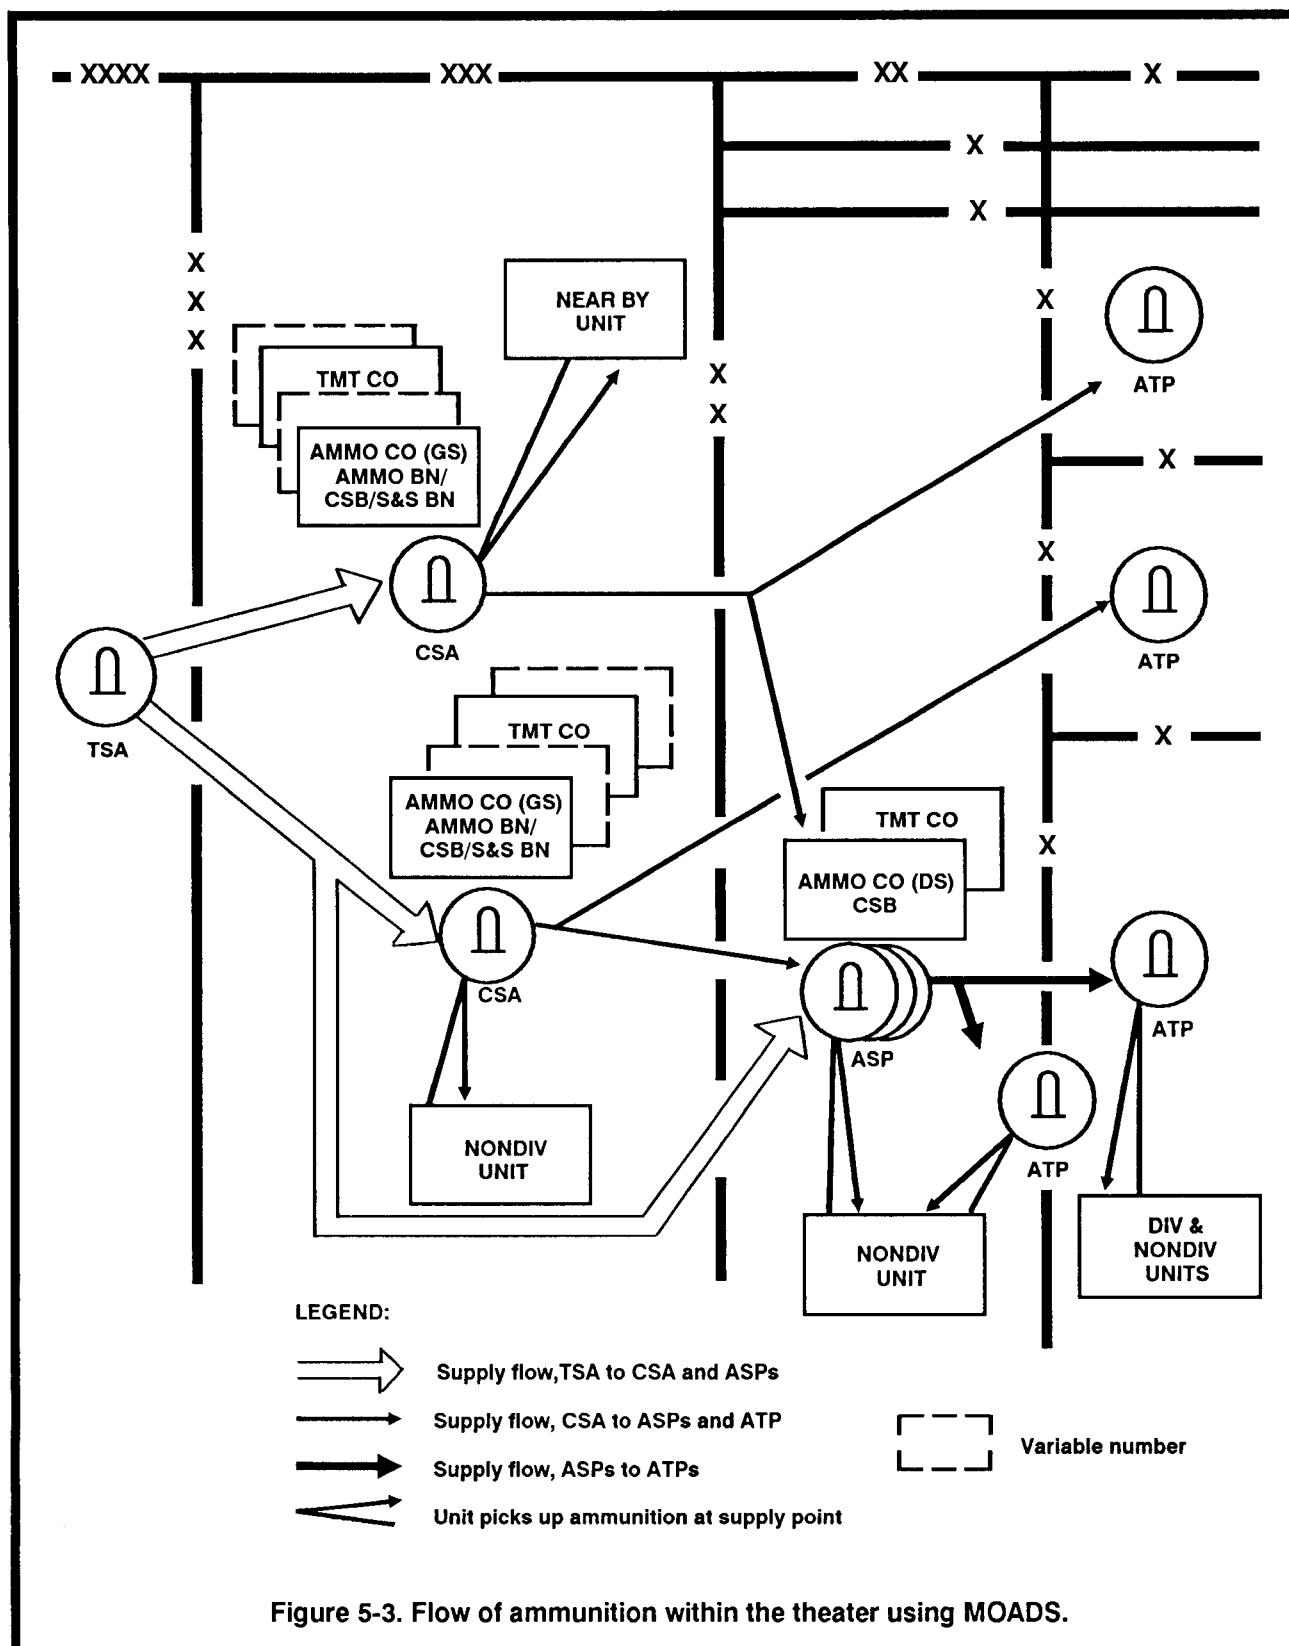 XXXX XXX XX X
X
X
X
X
X
X
X
X
NEAR BY
UNIT
ATP
TMT CO
AMMO CO (GS)
AMMO BN/
CSB/S&S BN
X
X
CSA
ATP
TSA
TMT CO
X
AMMO CO (GS)
AMMO BN/
CSB/S&S BN
TMT CO
X
AMMO CO (DS)
CSB
CSA
ASP
ATP
NONDIV
UNIT
ATP
NONDIV
UNIT
DIV &
NONDIV
UNITS
LEGEND:
Supply flow,TSA to CSA and ASPs
Supply flow, CSA to ASPs and ATP
Supply flow, ASPs to ATPs
Unit picks up ammunition at supply point
Variable number
Figure 5-3. Flow of ammunition within the theater using MOADS.